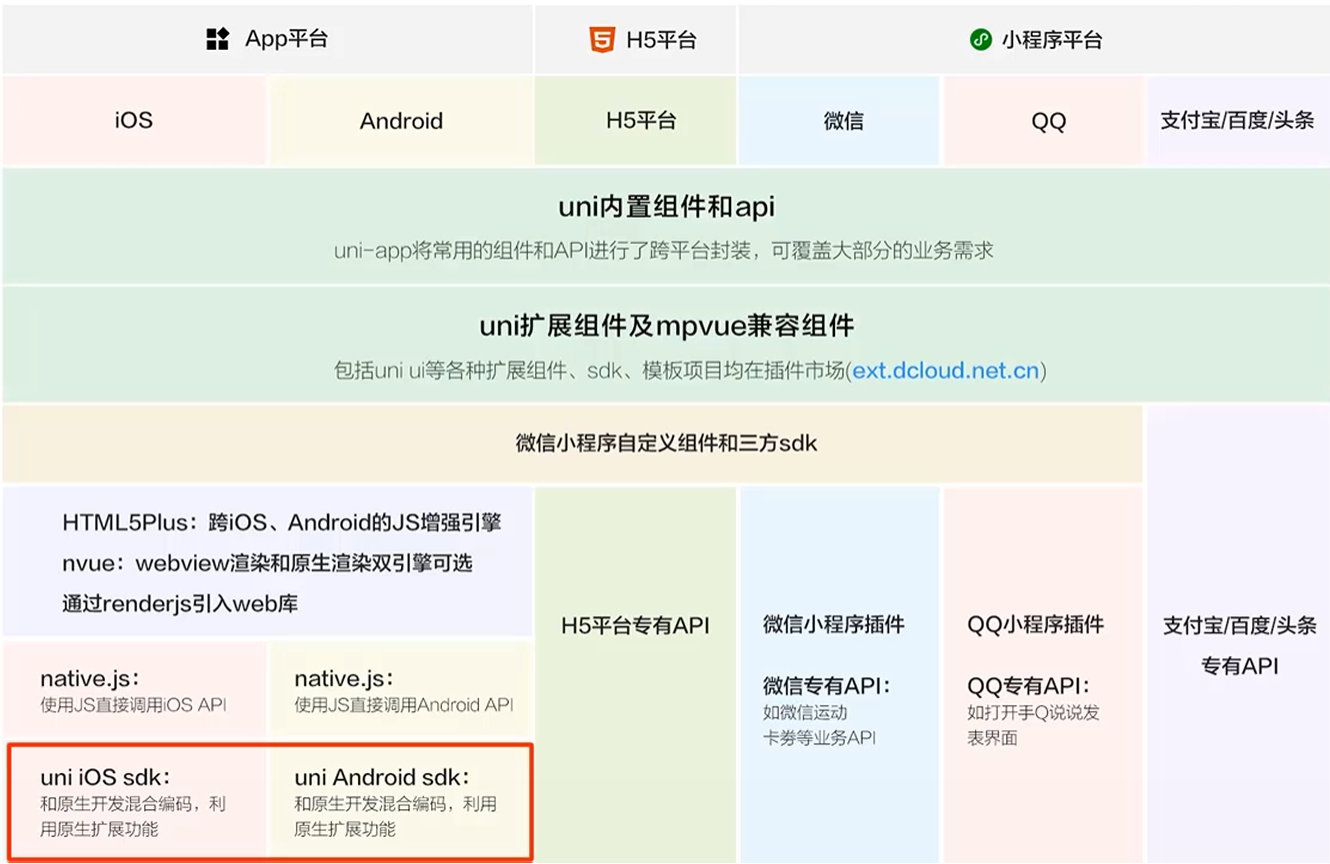 App平台
H5平台
小程序平台
iOS
Android
H5平台
微信
QQ
支付宝/百度/头条
uni内置组件和api
uni-app将常用的组件和API进行了跨平台封装，可覆盖大部分的业务需求
uni扩展组件及mpvue兼容组件
包括uni ui等各种扩展组件、sdk、模板项目均在插件市场(ext.dcloud.net.cn)
微信小程序自定义组件和三方sdk
HTML5Plus：跨iOS、Android的JS增强引擎
nvue：webview渲染和原生渲染双引擎可选
通过renderjs引入web库
native.js：
使用JS直接调用iOS API
native.js：
使用JS直接调用Android API
uni iOS sdk：
和原生开发混合编码，利
用原生扩展功能
uni Android sdk：
和原生开发混合编码，利用
原生扩展功能
H5平台专有API
微信小程序插件
微信专有API：
如微信运动
卡券等业务API
QQ小程序插件
QQ专有API：
如打开手Q说说发
表界面
支付宝/百度/头条
专有API